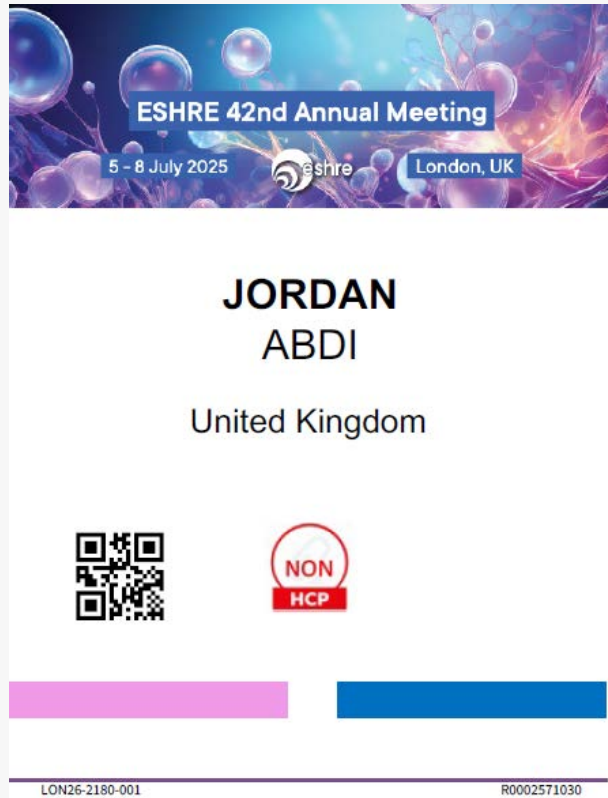 ESHRE 42nd Annual Meeting
5 - 8 July 2025
eshre
London, UK
JORDAN
ABDI
United Kingdom
NON
HCP
LON26-2180-001
R0002571030